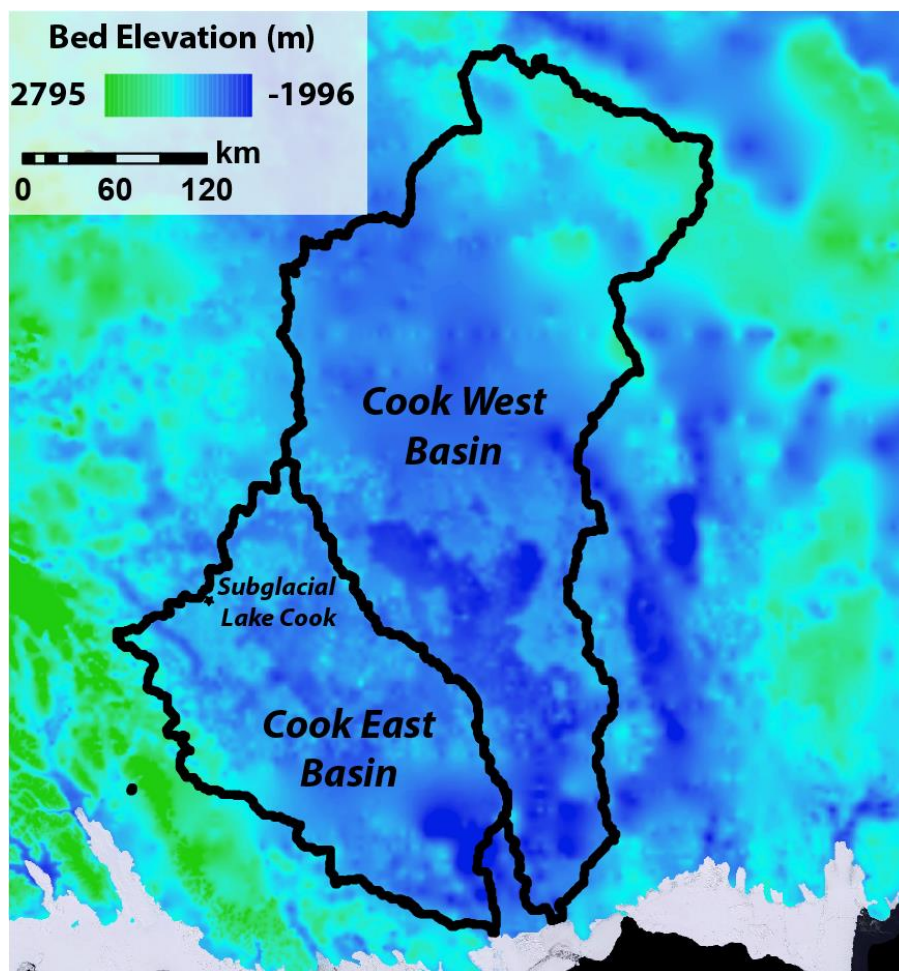 Bed Elevation (m)
2795 -1996
km
0 60 120
Cook West
Basin
Subglacial
Lake Cook
Cook East
Basin